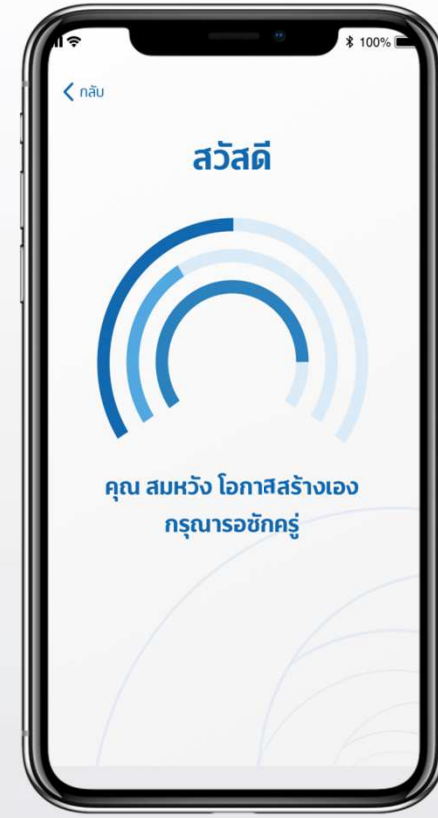 100%
กลับ
สวัสดี
คุณ สมหวัง โอกาสสร้างเอง
กรุณารอซักครู่